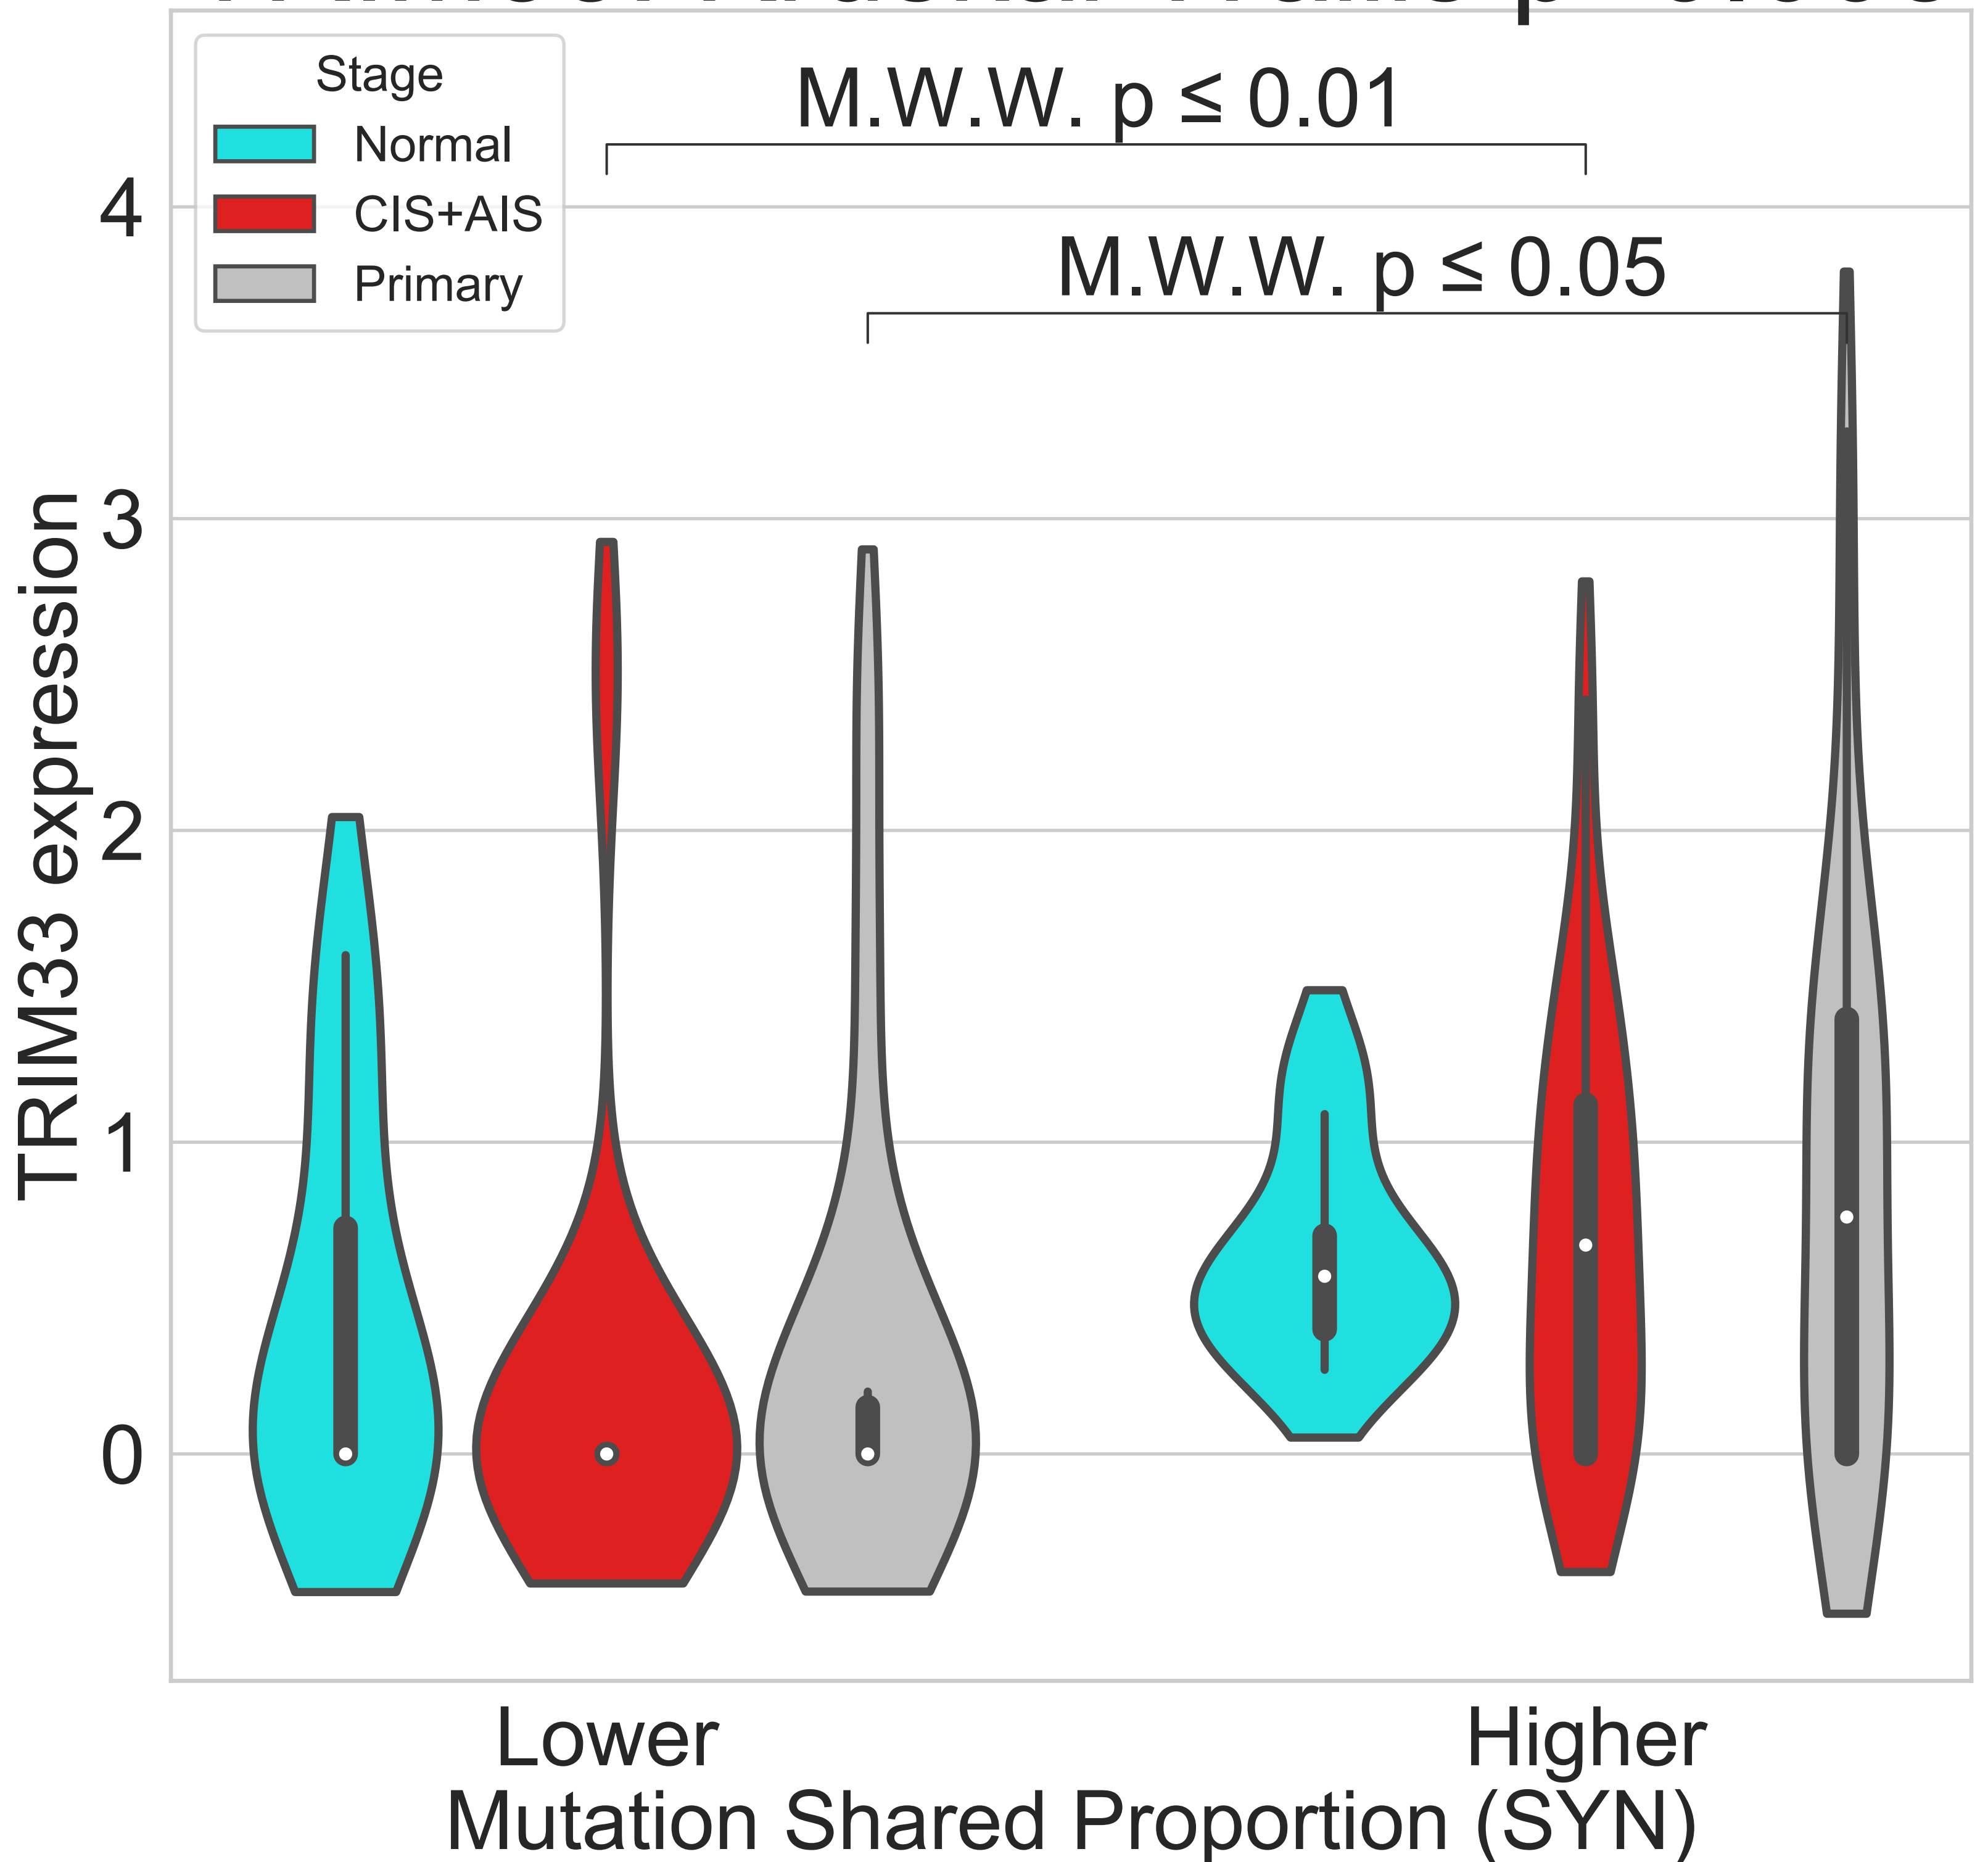 Stage
Normal
CIS+AIS
Primary
M.W.W. p ≤ 0.01
M.W.W. p ≤ 0.05
4
3
2
1
0
TRIM33 expression
Lower
Higher
Mutation Shared Proportion (SYN)